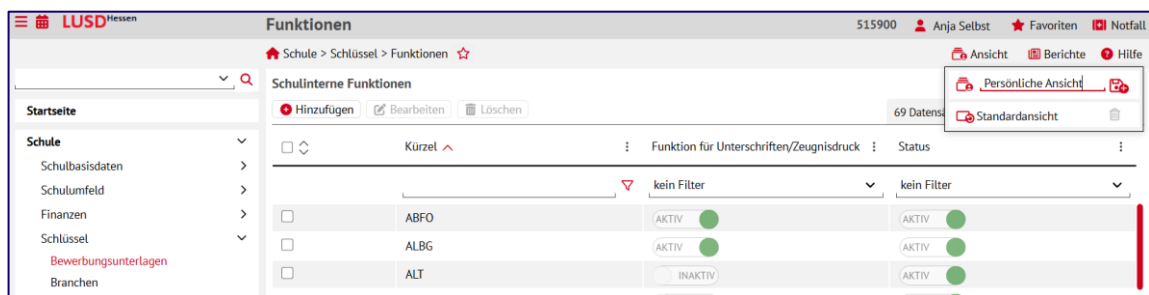 LUSD Hessen
Funktionen
515900 Anja Selbst Favoriten Notfall
Schule > Schlüssel > Funktionen
Ansicht Berichte Hilfe
Persönliche Ansicht
Standardansicht
Schulinterne Funktionen
Hinzufügen Bearbeiten Löschen
69
Startseite
Schule
Schulbasisdaten
Schulumfeld
Finanzen
Schlüssel
Bewerbungsunterlagen
Branchen
Kürzel Funktion für Unterschriften/Zeugnisdruck Status
kein Filter kein Filter
ABFO AKTIV AKTIV
ALBG AKTIV AKTIV
ALT INAKTIV AKTIV